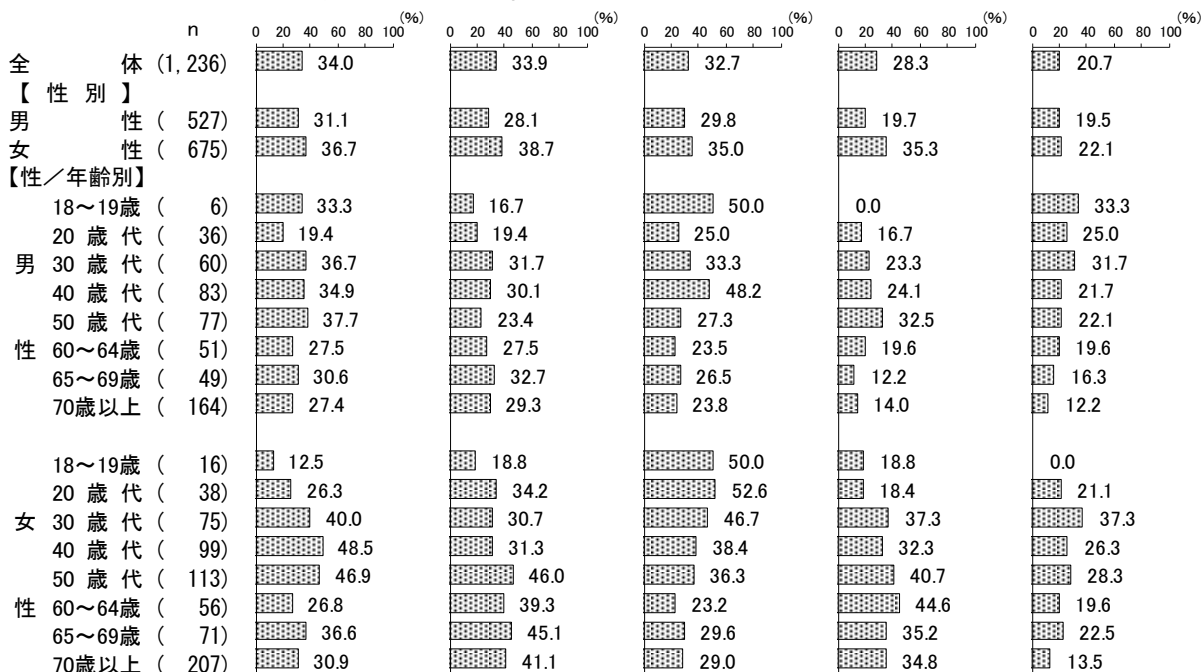 (%) (%) (%) (%) (%)
n 0 20 40 60 80 100 0 20 40 60 80 100 0 20 40 60 80 100 0 20 40 60 80 100 0 20 40 60 80 100
全 体 (1,236) 34.0 33.9 32.7 28.3 20.7
【 性 別 】
男 性 ( 527) 31.1 28.1 29.8 19.7 19.5
女 性 ( 675) 36.7 38.7 35.0 35.3 22.1
【性/年齢別】
18~19歳 ( 6) 33.3 16.7 50.0 0.0 33.3
20 歳 代 ( 36) 19.4 19.4 25.0 16.7 25.0
男 30 歳 代 ( 60) 36.7 31.7 33.3 23.3 31.7
40 歳 代 ( 83) 34.9 30.1 48.2 24.1 21.7
50 歳 代 ( 77) 37.7 23.4 27.3 32.5 22.1
性 60~64歳 ( 51) 27.5 27.5 23.5 19.6 19.6
65~69歳 ( 49) 30.6 32.7 26.5 12.2 16.3
70歳以上 ( 164) 27.4 29.3 23.8 14.0 12.2
18~19歳 ( 16) 12.5 18.8 50.0 18.8 0.0
20 歳 代 ( 38) 26.3 34.2 52.6 18.4 21.1
女 30 歳 代 ( 75) 40.0 30.7 46.7 37.3 37.3
40 歳 代 ( 99) 48.5 31.3 38.4 32.3 26.3
50 歳 代 ( 113) 46.9 46.0 36.3 40.7 28.3
性 60~64歳 ( 56) 26.8 39.3 23.2 44.6 19.6
65~69歳 ( 71) 36.6 45.1 29.6 35.2 22.5
70歳以上 ( 207) 30.9 41.1 29.0 34.8 13.5